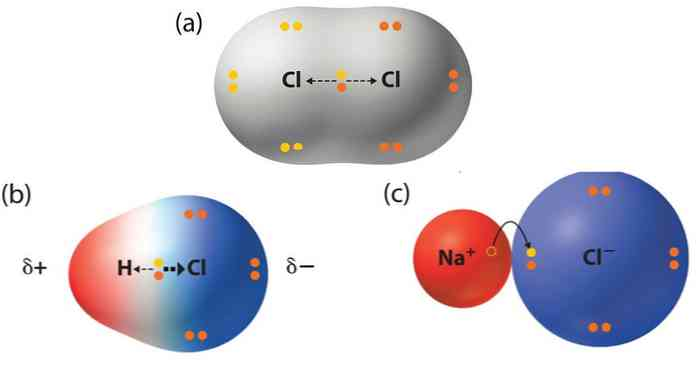 (a)
Cl Cl
(b)
δ+ H Cl δ−
(c)
Na⁺ Cl⁻